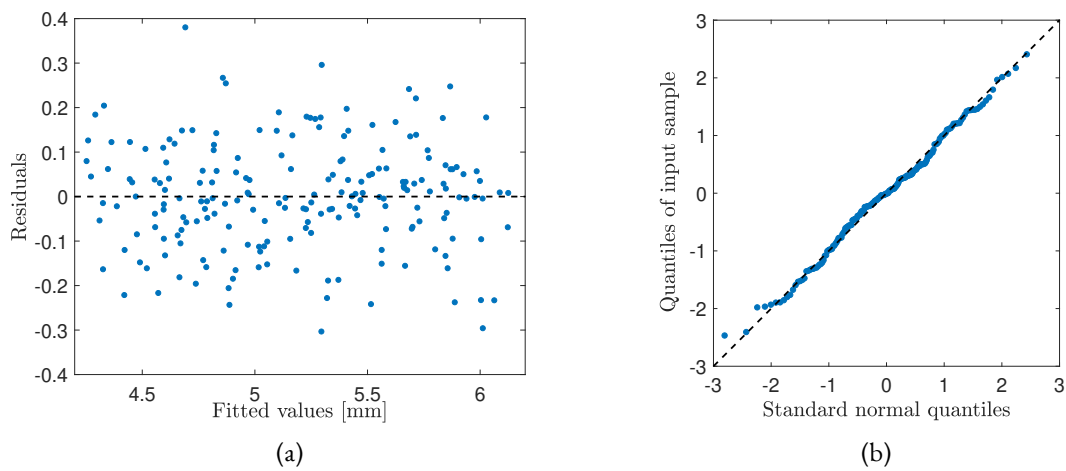 0.4
0.3
0.2
0.1
0
-0.1
-0.2
-0.3
-0.4
Residuals
4.5 5 5.5 6
Fitted values [mm]
(a)
3
2
1
0
-1
-2
-3
Quantiles of input sample
-3 -2 -1 0 1 2 3
Standard normal quantiles
(b)